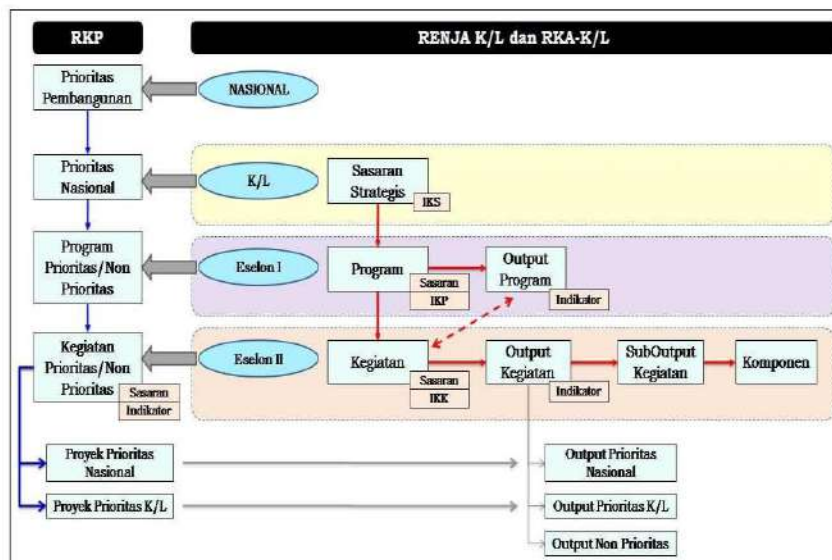 RKP
RENJA K/L dan RKA-K/L
Prioritas
Pembangunan
NASIONAL
Prioritas
Nasional
K/L
Sasaran
Strategis
IKS
Program
Prioritas/Non
Prioritas
Eselon I
Program
Sasaran
IKP
Output
Program
Indikator
Kegiatan
Prioritas/Non
Prioritas
Sasaran
Indikator
Eselon II
Kegiatan
Sasaran
IKK
Output
Kegiatan
Indikator
SubOutput
Kegiatan
Komponen
Proyek Prioritas
Nasional
Output Prioritas
Nasional
Proyek Prioritas K/L
Output Prioritas K/L
Output Non Prioritas